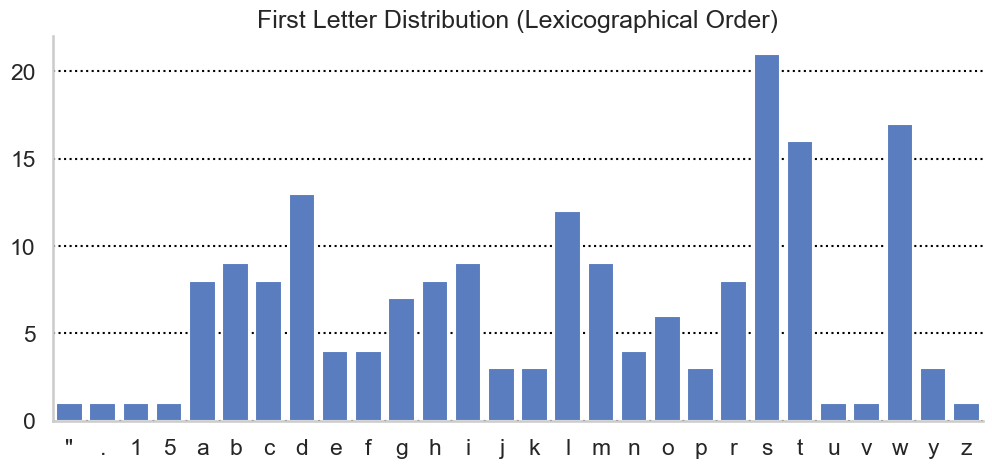 First Letter Distribution (Lexicographical Order)
20
15
10
5
0
" . 1 5 a b c d e f g h i j k l m n o p r s t u v w y z